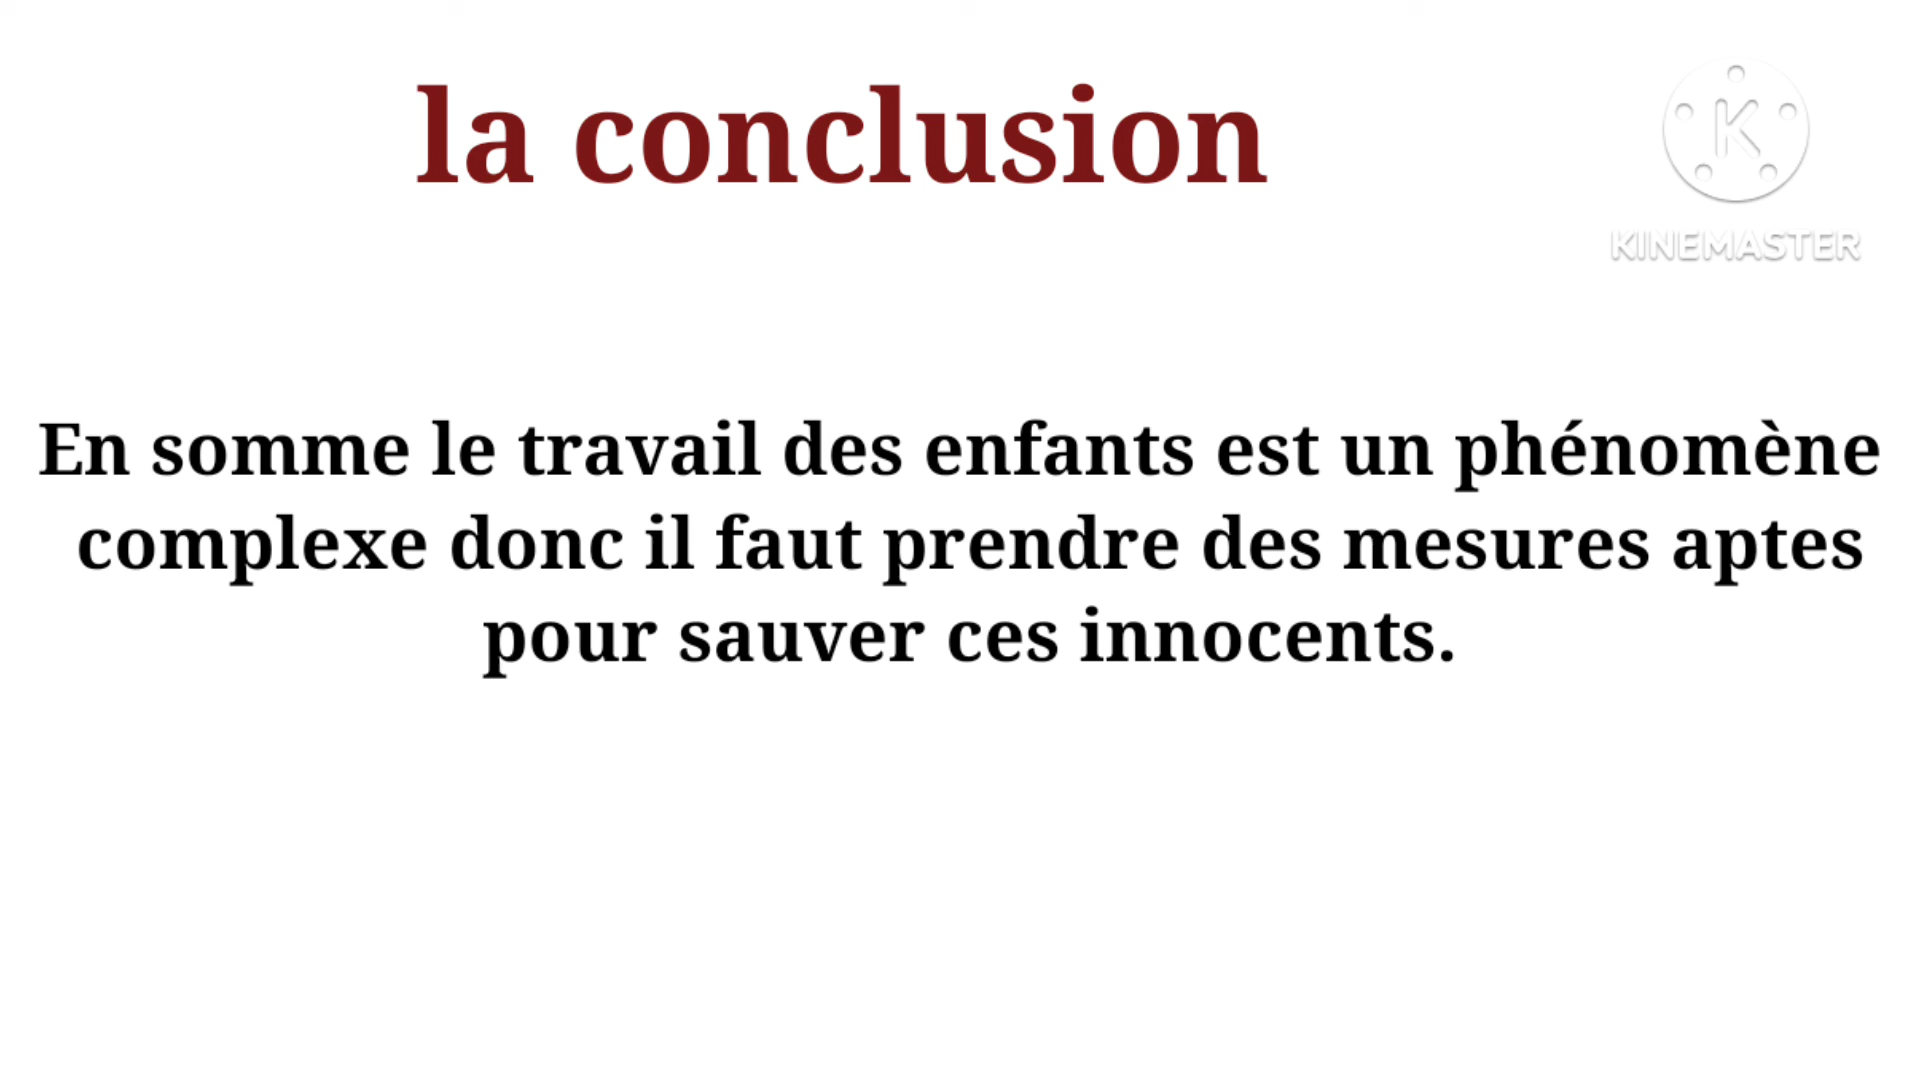 la conclusion
KINEMASTER
En somme le travail des enfants est un phénomène
complexe donc il faut prendre des mesures aptes
pour sauver ces innocents.